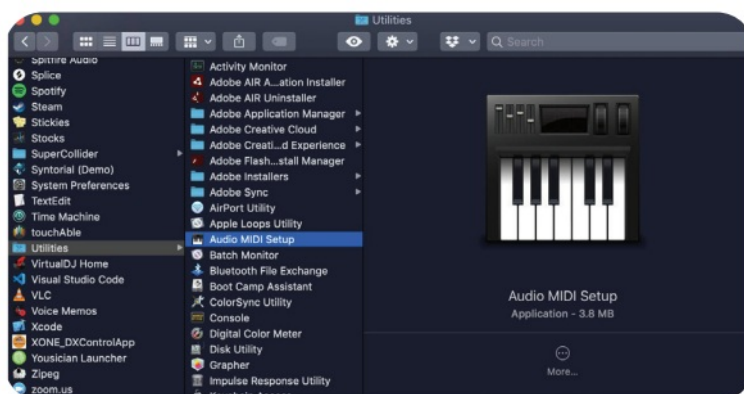 Utilities
Search
Spitfire Audio
Splice
Spotify
Steam
Stickies
Stocks
SuperCollider
Syntorial (Demo)
System Preferences
TextEdit
Time Machine
touchAble
Utilities
VirtualDJ Home
Visual Studio Code
VLC
Voice Memos
Xcode
XONE_DXControlApp
Yousician Launcher
Zipeg
zoom.us
Activity Monitor
Adobe AIR A...ation Installer
Adobe AIR Uninstaller
Adobe Application Manager
Adobe Creative Cloud
Adobe Creati...d Experience
Adobe Flash...stall Manager
Adobe Installers
Adobe Sync
AirPort Utility
Apple Loops Utility
Audio MIDI Setup
Batch Monitor
Bluetooth File Exchange
Boot Camp Assistant
ColorSync Utility
Console
Digital Color Meter
Disk Utility
Grapher
Impulse Response Utility
Audio MIDI Setup
Application - 3.8 MB
More...